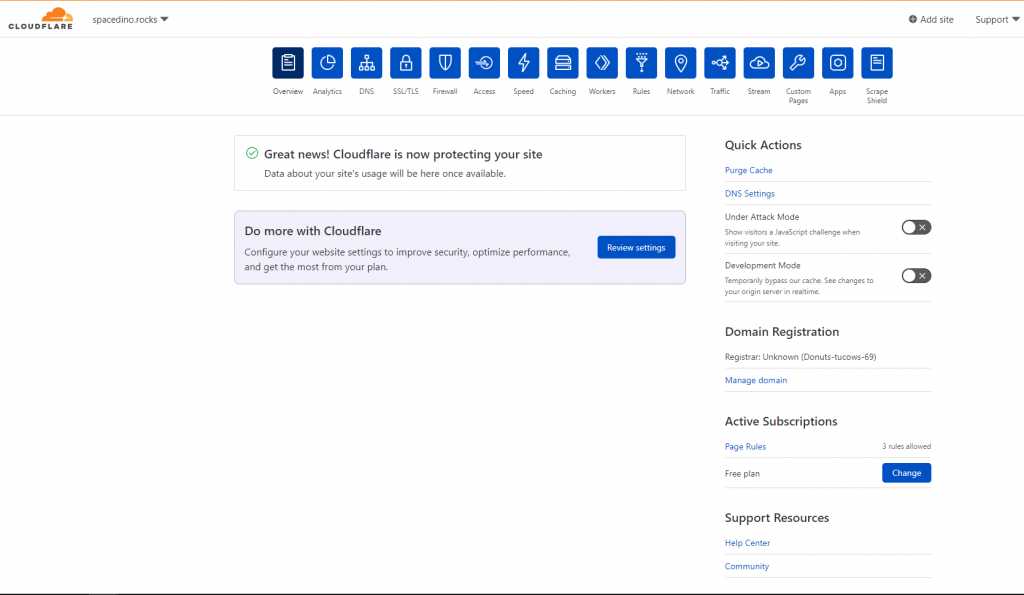 CLOUDFLARE
spacedino.rocks
Add site
Support
Overview
Analytics
DNS
SSL/TLS
Firewall
Access
Speed
Caching
Workers
Rules
Network
Traffic
Stream
Custom
Pages
Apps
Scrape
Shield
Great news! Cloudflare is now protecting your site
Data about your site's usage will be here once available.
Do more with Cloudflare
Configure your website settings to improve security, optimize performance,
and get the most from your plan.
Review settings
Quick Actions
Purge Cache
DNS Settings
Under Attack Mode
Show visitors a JavaScript challenge when
visiting your site.
Development Mode
Temporarily bypass our cache. See changes to
your origin server in realtime.
Domain Registration
Registrar: Unknown (Donuts-tucows-69)
Manage domain
Active Subscriptions
Page Rules
3 rules allowed
Free plan
Change
Support Resources
Help Center
Community